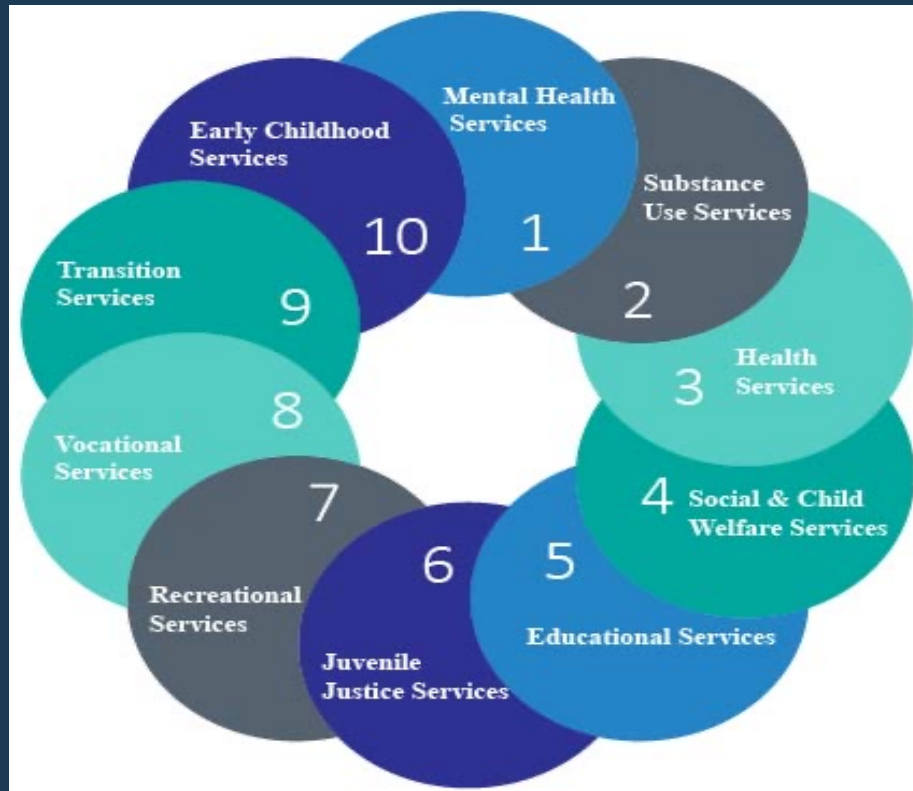 Mental Health
Services
1
Substance
Use Services
2
Health
Services
3
Social & Child
Welfare Services
4
Educational Services
5
Juvenile
Justice Services
6
Recreational
Services
7
Vocational
Services
8
Transition
Services
9
Early Childhood
Services
10